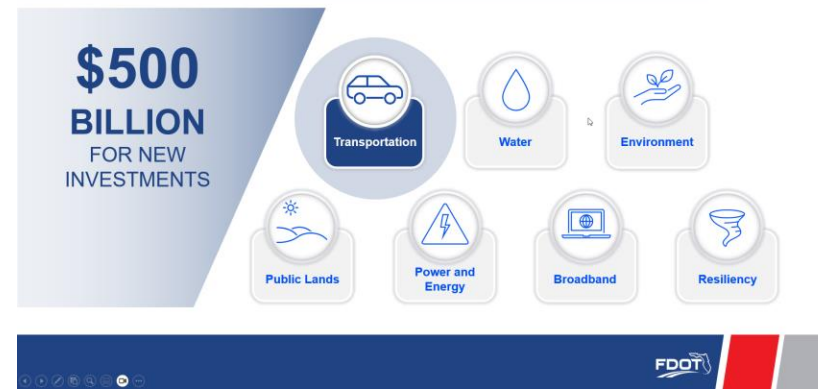 $500
BILLION
FOR NEW
INVESTMENTS
Transportation
Water
Environment
Public Lands
Power and
Energy
Broadband
Resiliency
FDOT